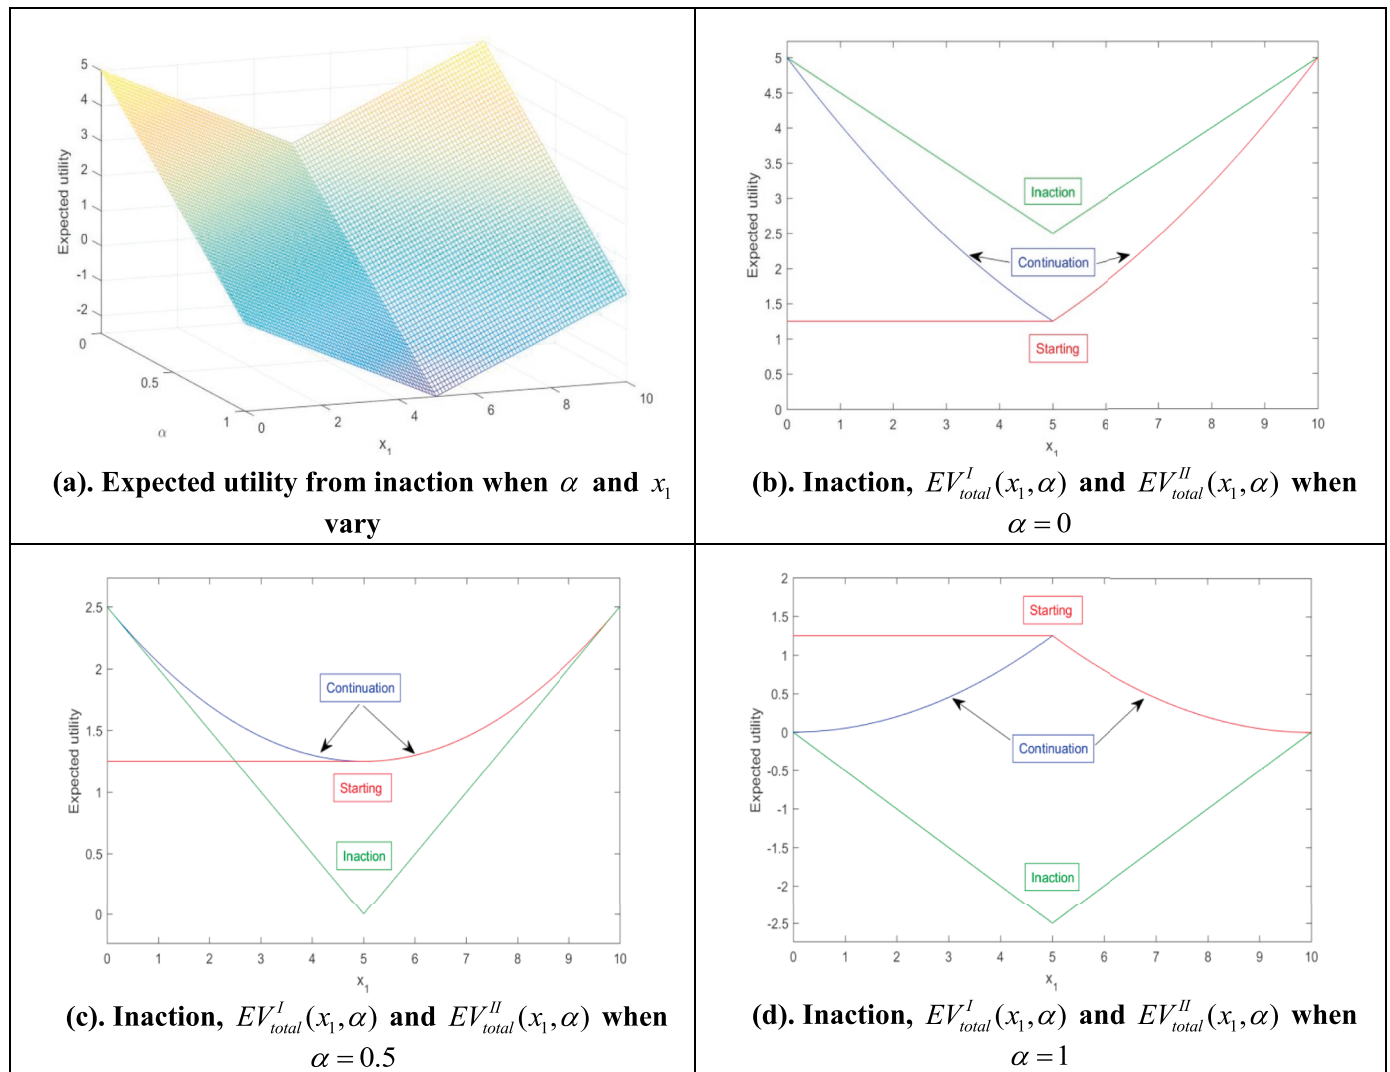 5
4
3
2
1
0
-1
-2
Expected utility
0
0.5
1
α
0
2
4
6
8
10
x1
(a). Expected utility from inaction when α and x1
vary
5
4.5
4
3.5
3
2.5
2
1.5
1
0.5
0
Expected utility
Inaction
Continuation
Starting
0 1 2 3 4 5 6 7 8 9 10
x1
(b). Inaction, EV^I_total(x1,α) and EV^II_total(x1,α) when
α = 0
2.5
2
1.5
1
0.5
0
Expected utility
Continuation
Starting
Inaction
0 1 2 3 4 5 6 7 8 9 10
x1
(c). Inaction, EV^I_total(x1,α) and EV^II_total(x1,α) when
α = 0.5
2
1.5
1
0.5
0
-0.5
-1
-1.5
-2
-2.5
Expected utility
Starting
Continuation
Inaction
0 1 2 3 4 5 6 7 8 9 10
x1
(d). Inaction, EV^I_total(x1,α) and EV^II_total(x1,α) when
α = 1